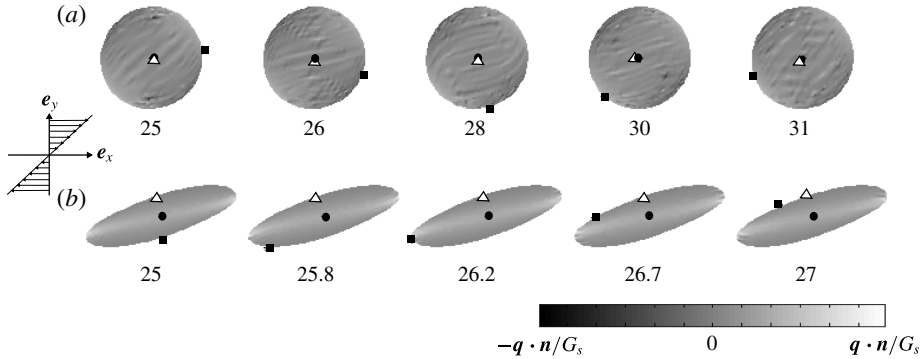 (a)
25 26 28 30 31
e_y
e_x
(b)
25 25.8 26.2 26.7 27
−q · n/G_s 0 q · n/G_s